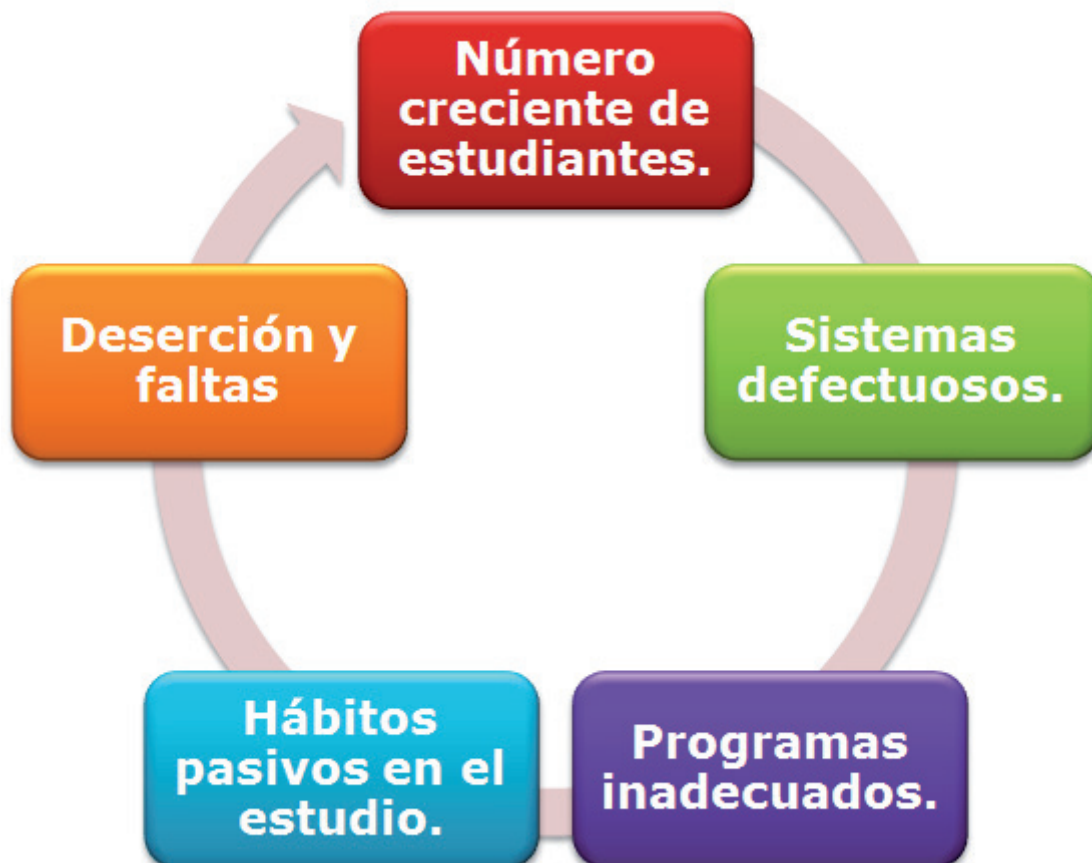 Número
creciente de
estudiantes.
Sistemas
defectuosos.
Programas
inadecuados.
Hábitos
pasivos en el
estudio.
Deserción y
faltas